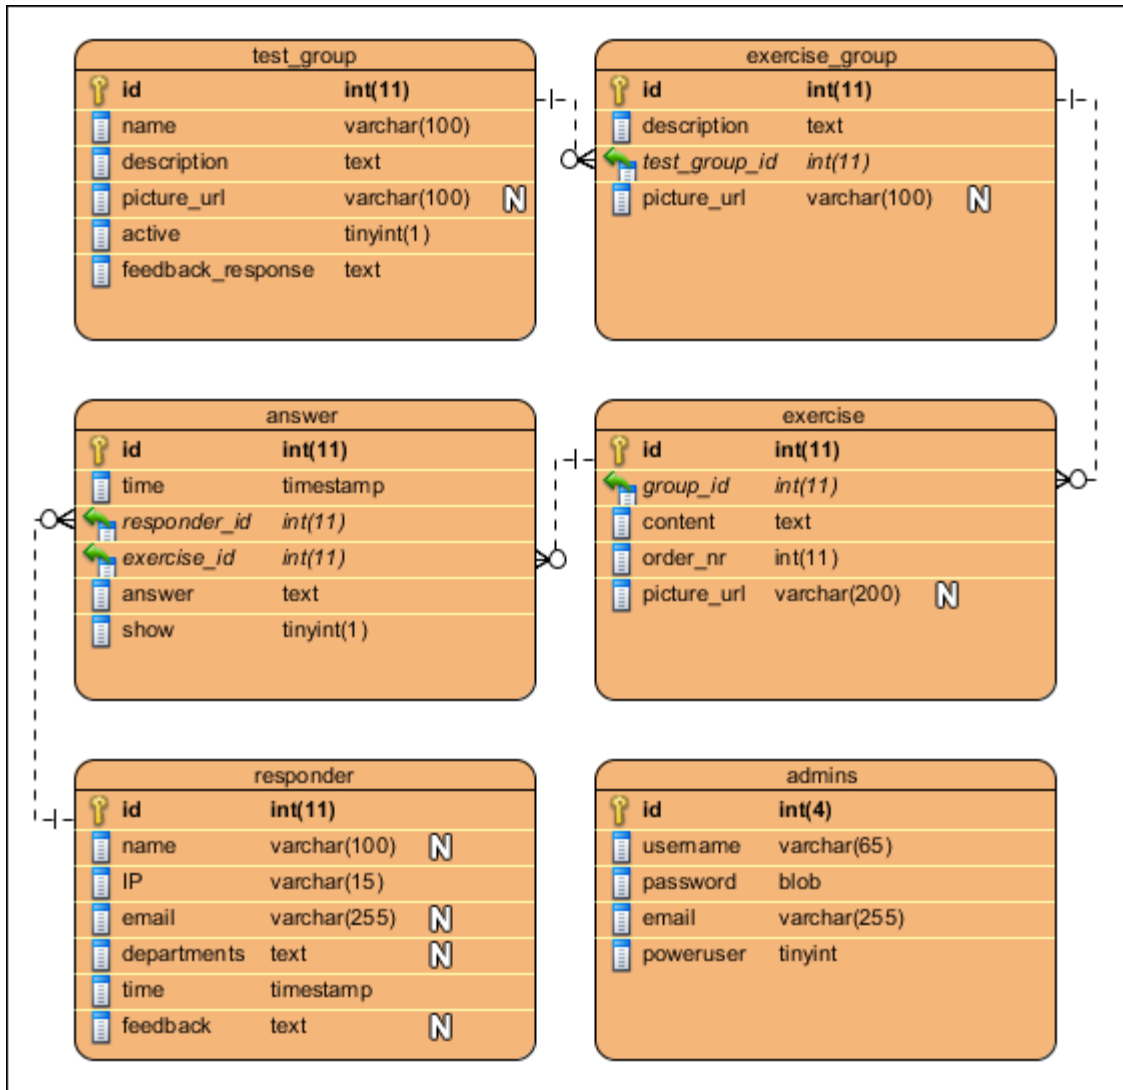 test_group
id int(11)
name varchar(100)
description text
picture_url varchar(100) N
active tinyint(1)
feedback_response text
exercise_group
id int(11)
description text
test_group_id int(11)
picture_url varchar(100) N
answer
id int(11)
time timestamp
responder_id int(11)
exercise_id int(11)
answer text
show tinyint(1)
exercise
id int(11)
group_id int(11)
content text
order_nr int(11)
picture_url varchar(200) N
responder
id int(11)
name varchar(100) N
IP varchar(15)
email varchar(255) N
departments text N
time timestamp
feedback text N
admins
id int(4)
username varchar(65)
password blob
email varchar(255)
poweruser tinyint